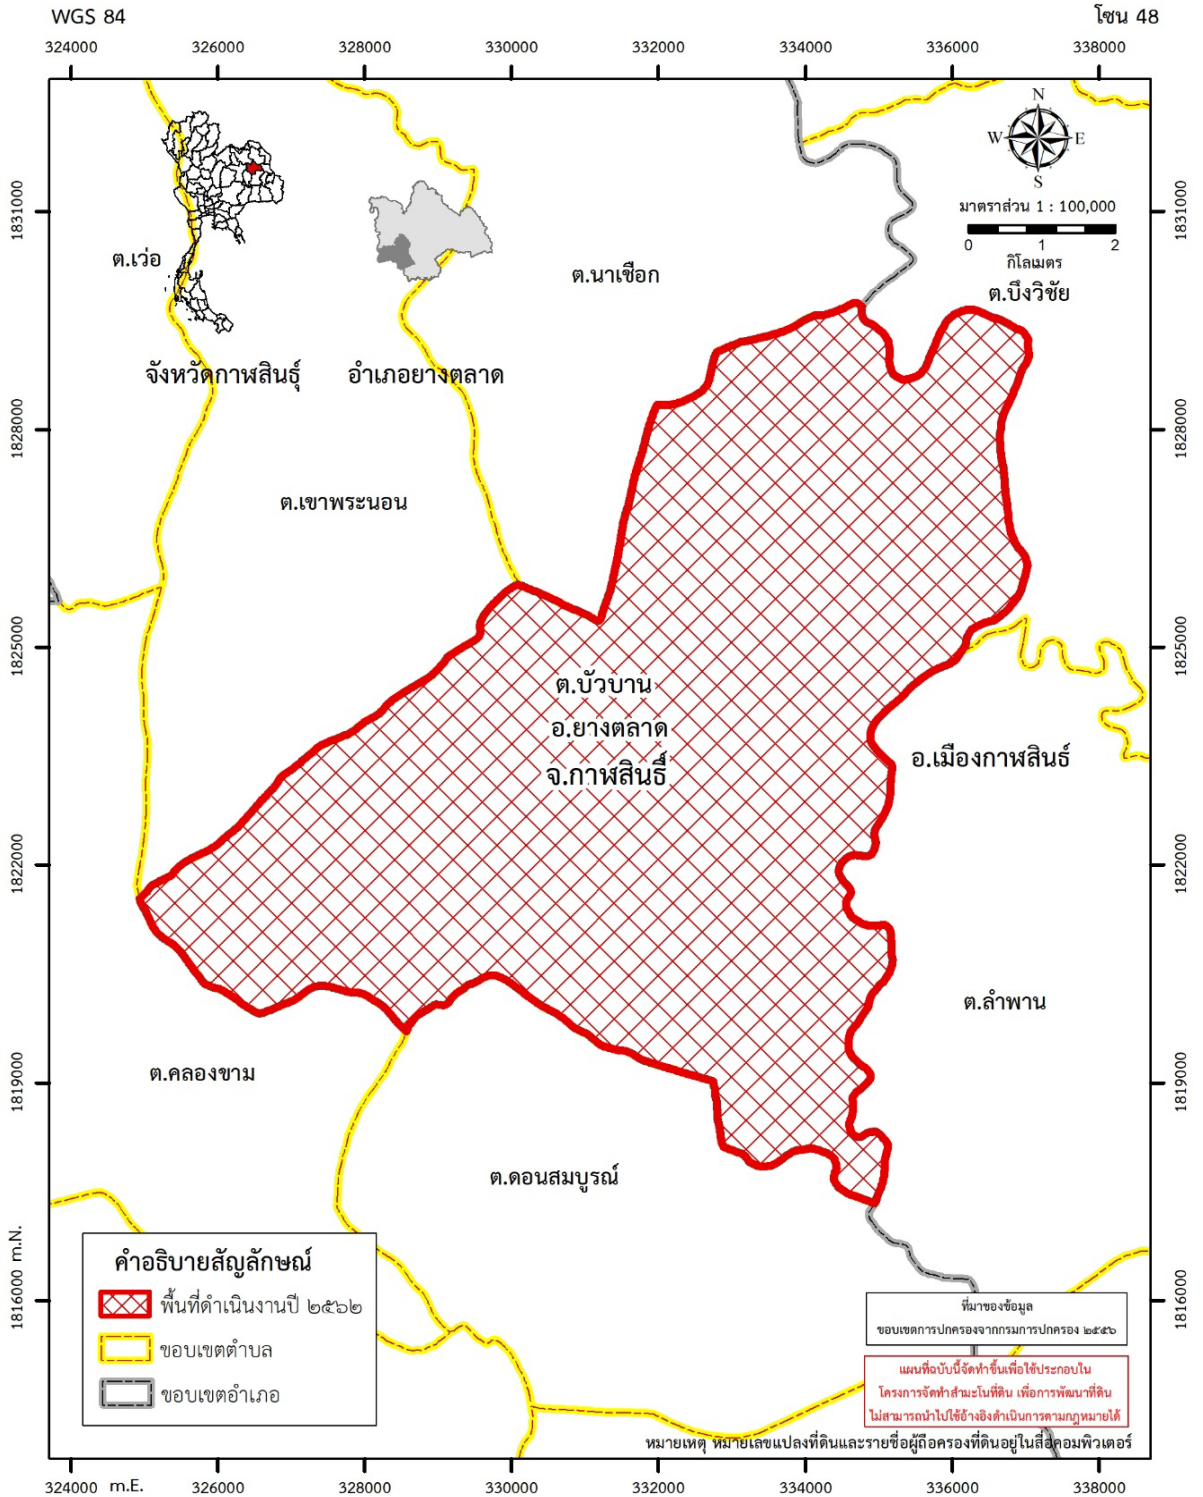 WGS 84
โซน 48
324000 326000 328000 330000 332000 334000 336000 338000
N
W E
S
มาตราส่วน 1 : 100,000
0 1 2
กิโลเมตร
1831000
1831000
ต.เว่อ
ต.นาเชือก
ต.บึงวิชัย
จังหวัดกาฬสินธุ์
อำเภอยางตลาด
1828000
1828000
ต.เขาพระนอน
1825000
1825000
ต.บัวบาน
อ.ยางตลาด
จ.กาฬสินธิ์์
อ.เมืองกาฬสินธ์
1822000
1822000
ต.ลำพาน
ต.คลองขาม
1819000
1819000
ต.ดอนสมบูรณ์
1816000 m.N.
1816000
คำอธิบายสัญลักษณ์
พื้นที่ดำเนินงานปี ๒๕๖๒
ขอบเขตตำบล
ขอบเขตอำเภอ
ที่มาของข้อมูล
ขอบเขตการปกครองจากกรมการปกครอง ๒๕๕๖
แผนที่ฉบับนี้จัดทำขึ้นเพื่อใช้ประกอบใน
โครงการจัดทำสำมะโนที่ดิน เพื่อการพัฒนาที่ดิน
ไม่สามารถนำไปใช้อ้างอิงดำเนินการตามกฎหมายได้
หมายเหตุ หมายเลขแปลงที่ดินและรายชื่อผู้ถือครองที่ดินอยู่ในสื่อคอมพิวเตอร์
324000 m.E. 326000 328000 330000 332000 334000 336000 338000